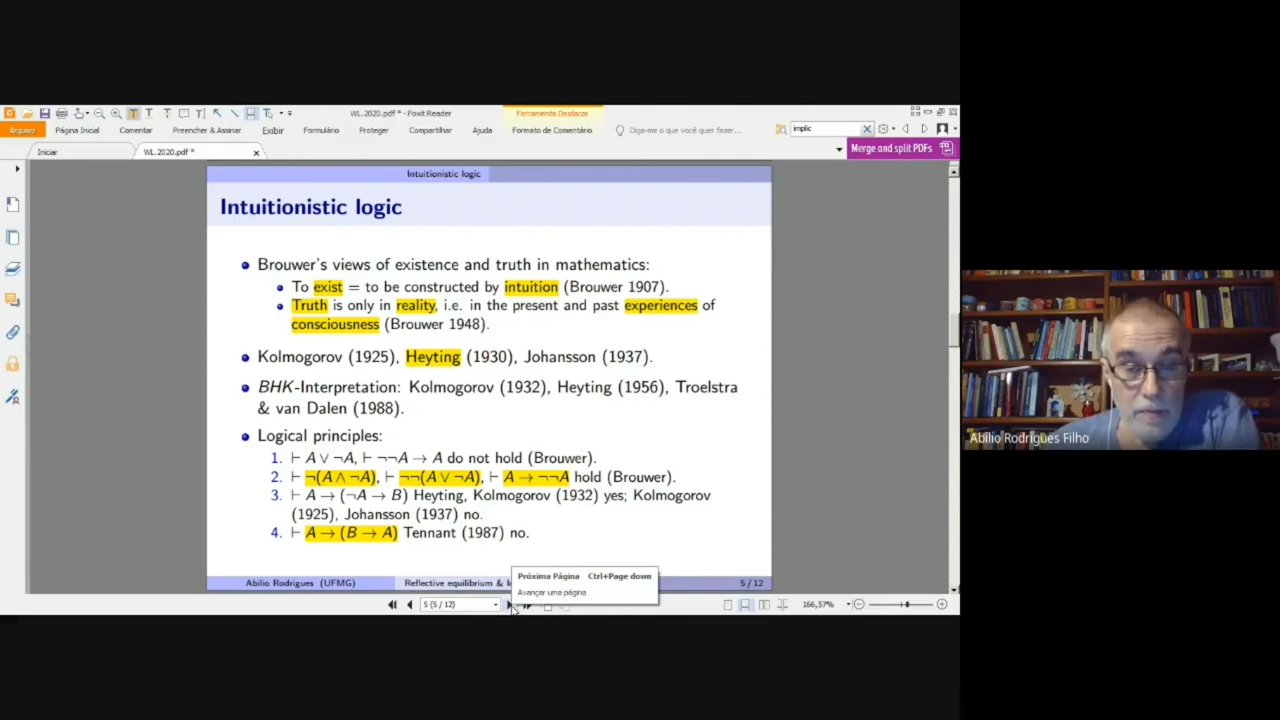 WL.2020.pdf * - Foxit Reader
Ferramenta Destacar
Arquivo
Página Inicial
Comentar
Preencher & Assinar
Exibir
Formulário
Proteger
Compartilhar
Ajuda
Formato de Comentário
Diga-me o que você quer fazer...
implic
Iniciar
WL.2020.pdf *
Merge and split PDFs
Intuitionistic logic
Intuitionistic logic
Brouwer's views of existence and truth in mathematics:
To exist = to be constructed by intuition (Brouwer 1907).
Truth is only in reality, i.e. in the present and past experiences of
consciousness (Brouwer 1948).
Kolmogorov (1925), Heyting (1930), Johansson (1937).
BHK-Interpretation: Kolmogorov (1932), Heyting (1956), Troelstra
& van Dalen (1988).
Logical principles:
1. ⊢ A ∨ ¬A, ⊢ ¬¬A → A do not hold (Brouwer).
2. ⊢ ¬(A ∧ ¬A), ⊢ ¬¬(A ∨ ¬A), ⊢ A → ¬¬A hold (Brouwer).
3. ⊢ A → (¬A → B) Heyting, Kolmogorov (1932) yes; Kolmogorov
(1925), Johansson (1937) no.
4. ⊢ A → (B → A) Tennant (1987) no.
Abilio Rodrigues (UFMG)
Reflective equilibrium &
5 / 12
Próxima Página Ctrl+Page down
Avançar uma página
5 (5 / 12)
166,57%
Abilio Rodrigues Filho